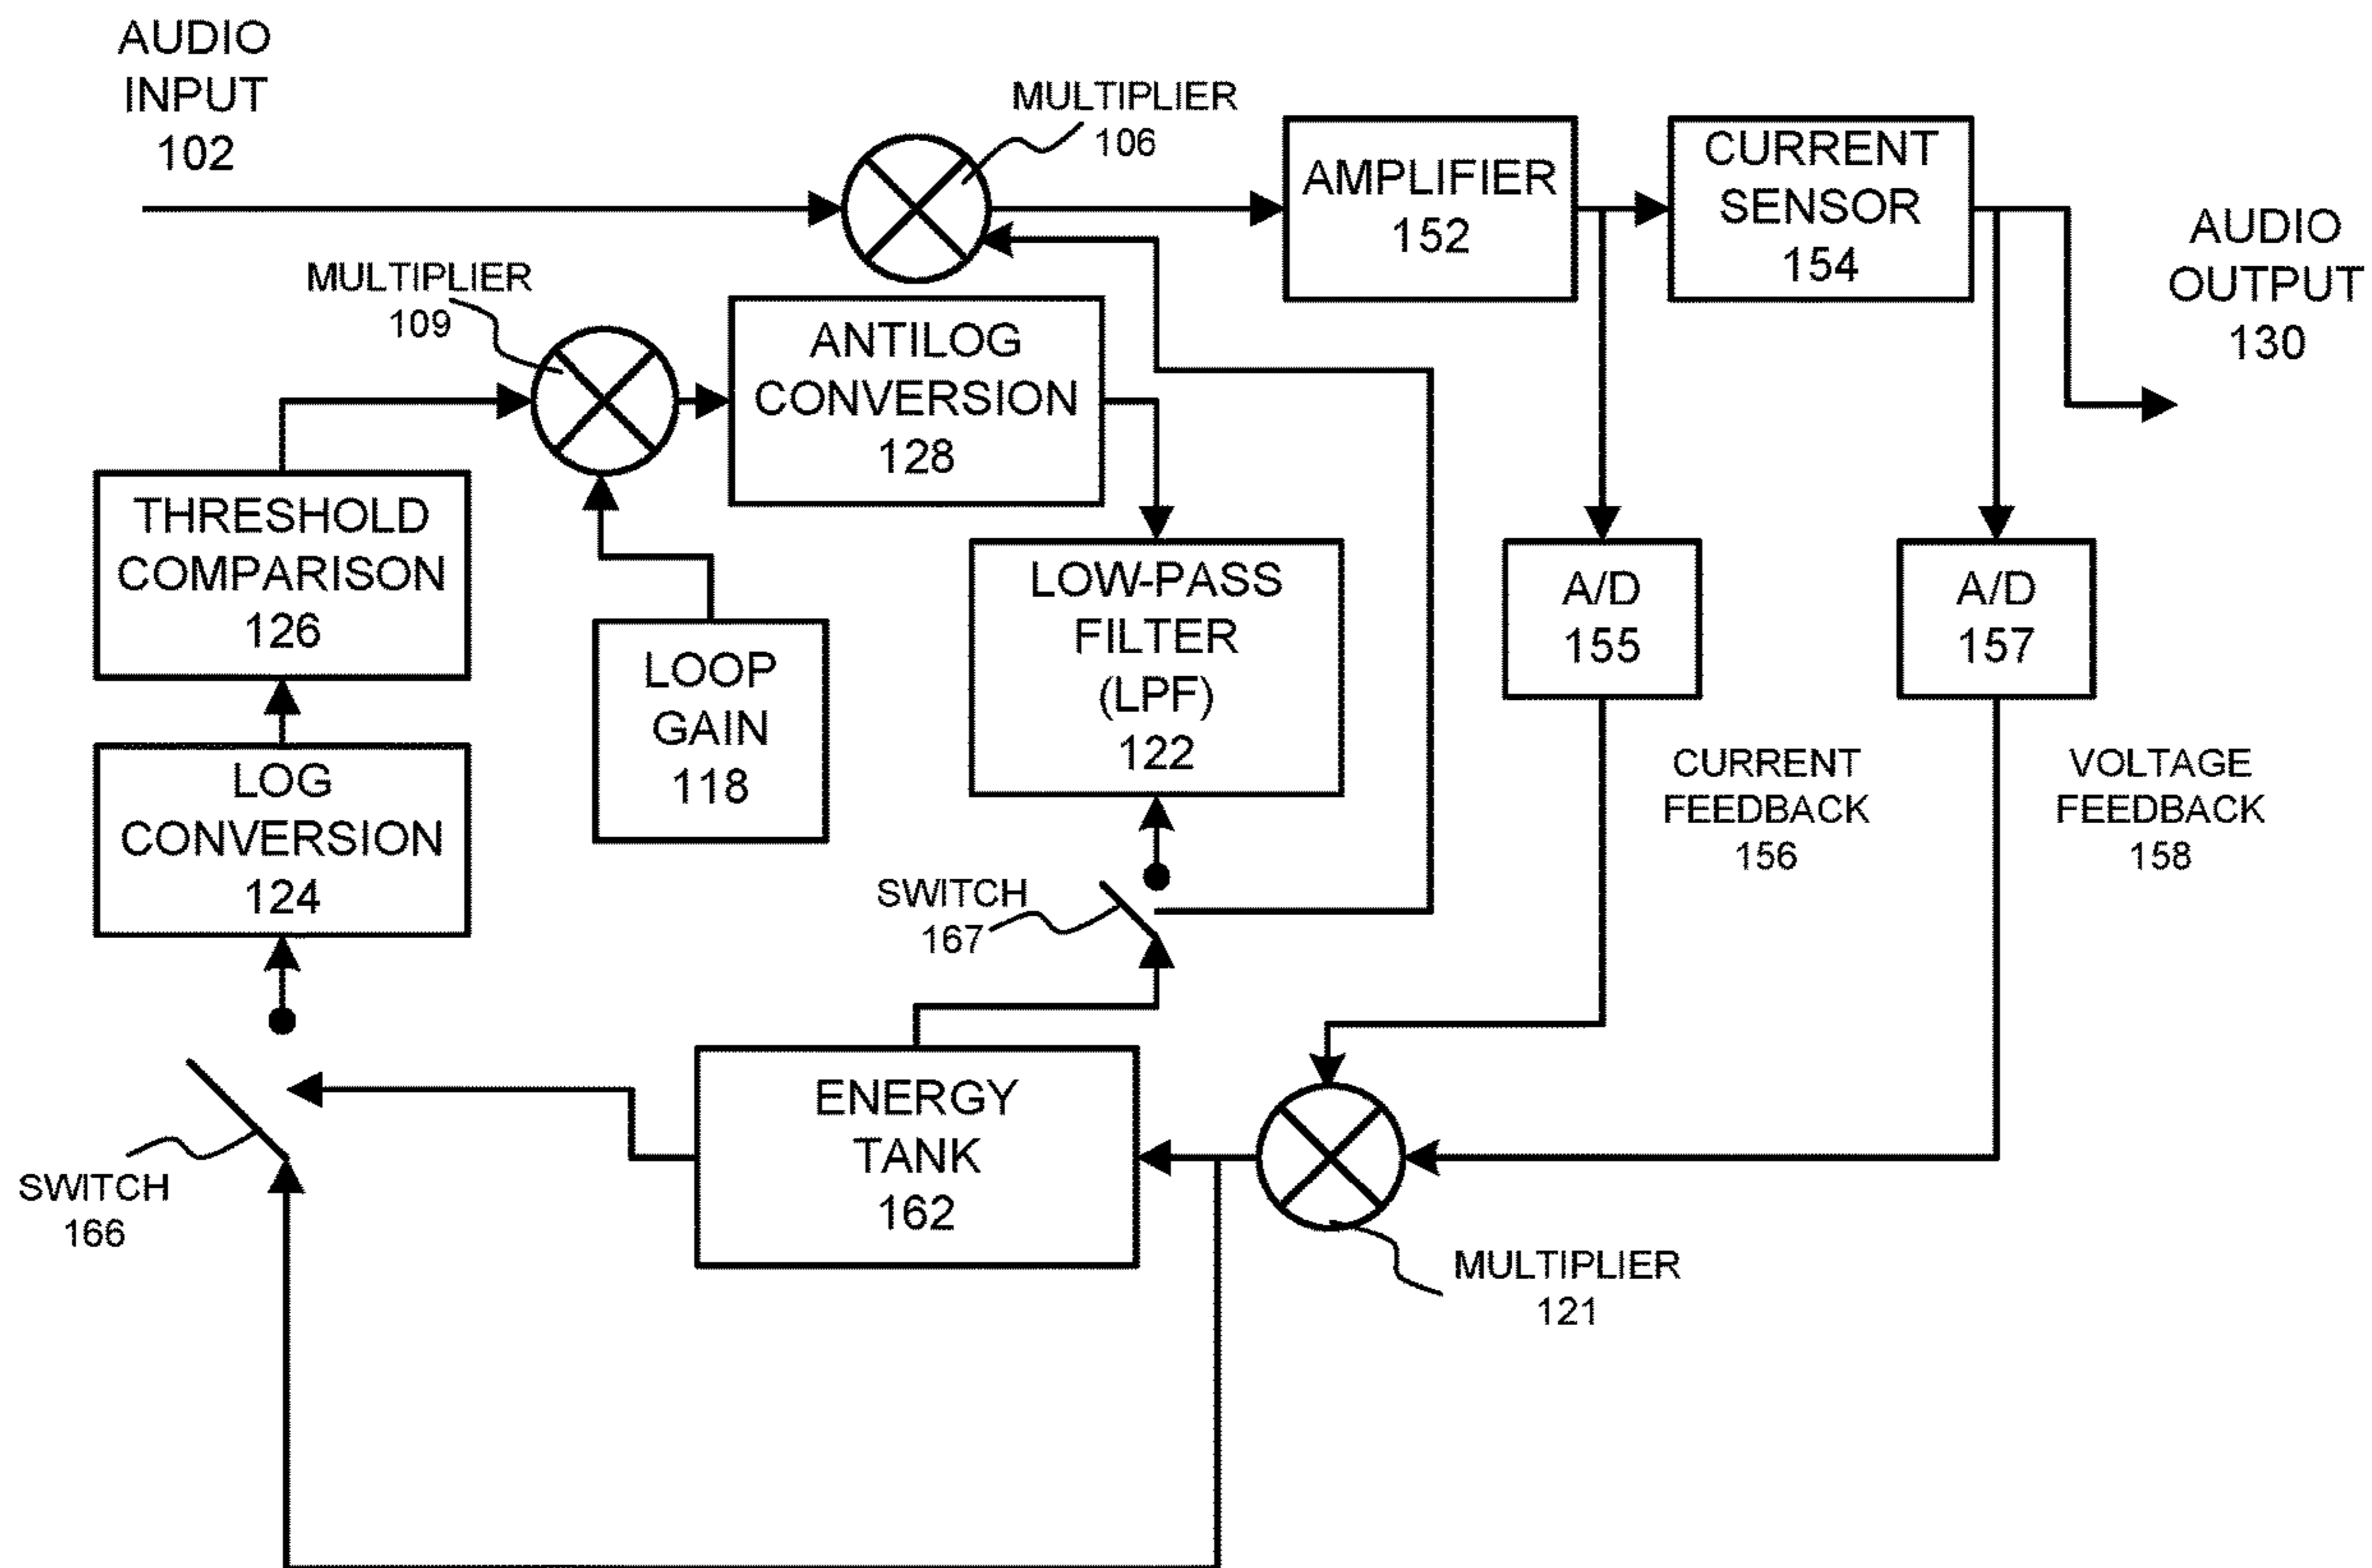 AUDIO
INPUT
102
MULTIPLIER
106
AMPLIFIER
152
CURRENT
SENSOR
154
AUDIO
OUTPUT
130
MULTIPLIER
109
ANTILOG
CONVERSION
128
THRESHOLD
COMPARISON
126
LOOP
GAIN
118
LOW-PASS
FILTER
(LPF)
122
A/D
155
A/D
157
CURRENT
FEEDBACK
156
VOLTAGE
FEEDBACK
158
LOG
CONVERSION
124
SWITCH
167
ENERGY
TANK
162
SWITCH
166
MULTIPLIER
121